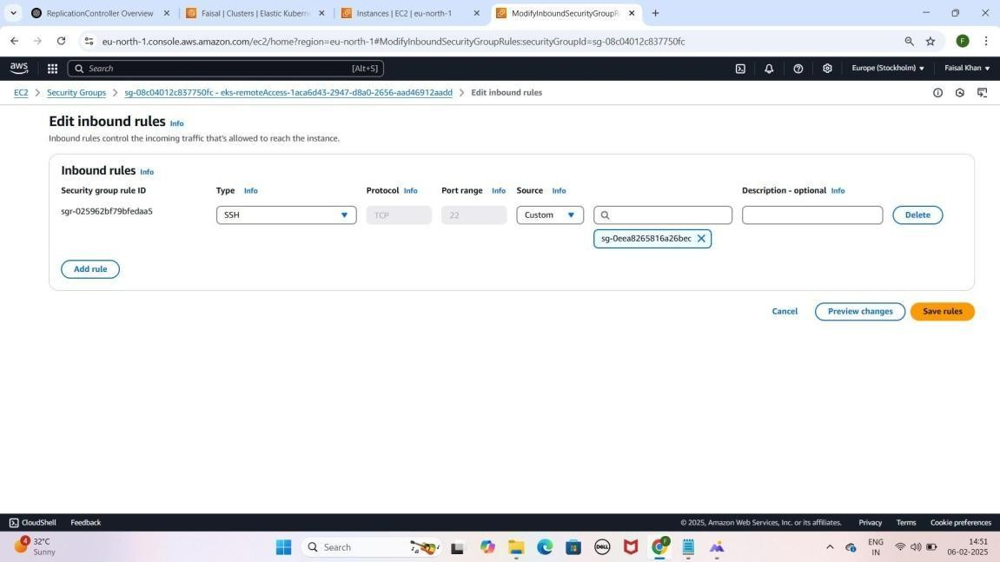 ReplicationController Overview
Faisal | Clusters | Elastic Kubern
Instances | EC2 | eu-north-1
ModifyInboundSecurityGroupR
eu-north-1.console.aws.amazon.com/ec2/home?region=eu-north-1#ModifyInboundSecurityGroupRules:securityGroupId=sg-08c04012c837750fc
F
aws
Search
[Alt+S]
Europe (Stockholm)
Faisal Khan
EC2 > Security Groups > sg-08c04012c837750fc - eks-remoteAccess-1aca6d43-2947-d8a0-2656-aad46912aadd > Edit inbound rules
Edit inbound rules Info
Inbound rules control the incoming traffic that's allowed to reach the instance.
Inbound rules Info
Security group rule ID
Type Info
Protocol Info
Port range Info
Source Info
Description - optional Info
sgr-025962bf79bfedaa5
SSH
TCP
22
Custom
Delete
sg-0eea8265816a26bec
Add rule
Cancel
Preview changes
Save rules
CloudShell
Feedback
© 2025, Amazon Web Services, Inc. or its affiliates.
Privacy
Terms
Cookie preferences
4
32°C
Sunny
Search
DELL
F
ENG
IN
14:51
06-02-2025